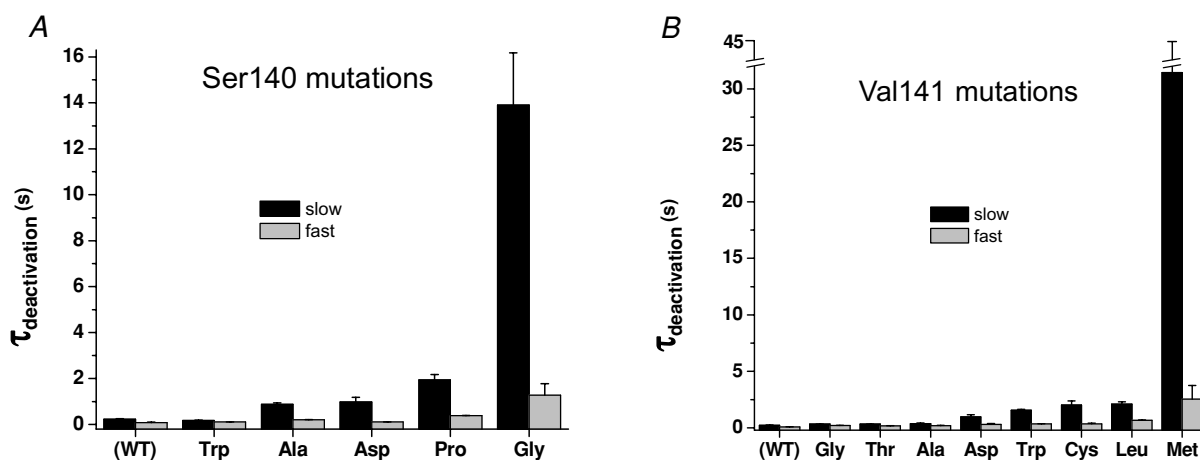 A
Ser140 mutations
τdeactivation (s)
16
14
12
10
8
6
4
2
0
slow
fast
(WT) Trp Ala Asp Pro Gly
B
Val141 mutations
τdeactivation (s)
45
30
25
20
15
10
5
0
slow
fast
(WT) Gly Thr Ala Asp Trp Cys Leu Met